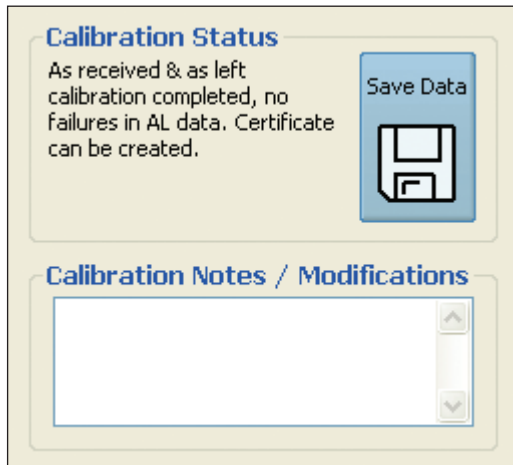 Calibration Status
As received & as left
calibration completed, no
failures in AL data. Certificate
can be created.
Save Data
Calibration Notes / Modifications